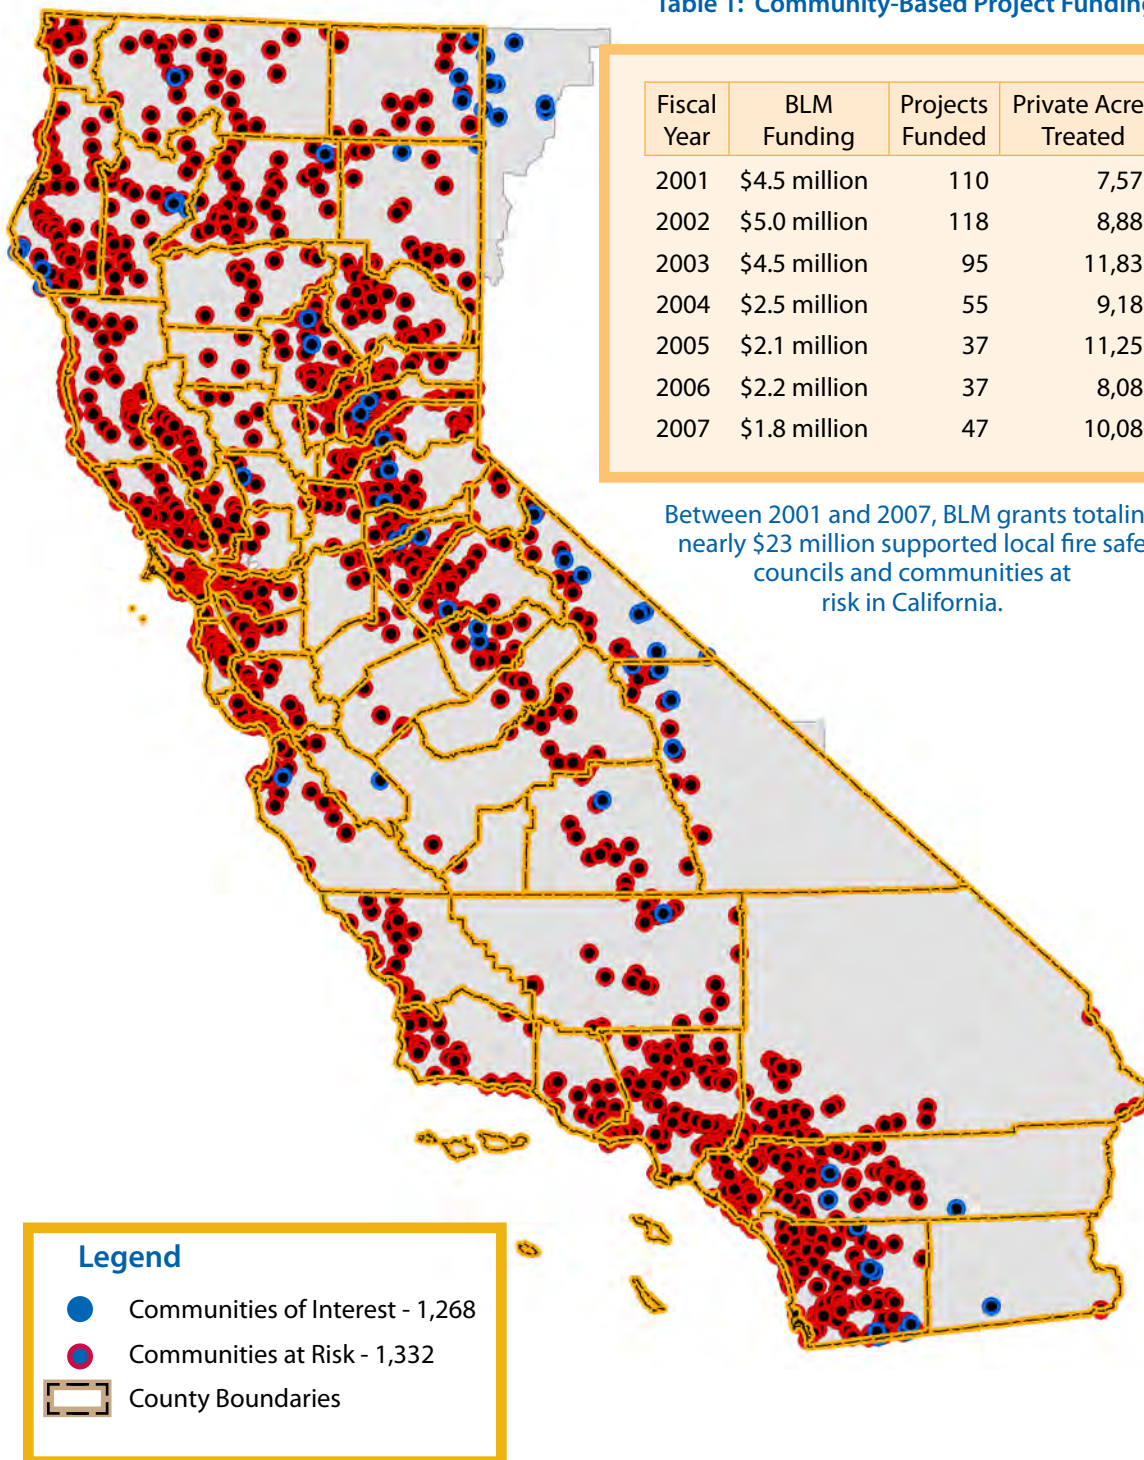 Table 1: Community-Based Project Funding
Fiscal Year BLM Funding Projects Funded Private Acre Treated
2001 $4.5 million 110 7,57
2002 $5.0 million 118 8,88
2003 $4.5 million 95 11,83
2004 $2.5 million 55 9,18
2005 $2.1 million 37 11,25
2006 $2.2 million 37 8,08
2007 $1.8 million 47 10,08
Between 2001 and 2007, BLM grants totalin
nearly $23 million supported local fire safe
councils and communities at
risk in California.
Legend
Communities of Interest - 1,268
Communities at Risk - 1,332
County Boundaries